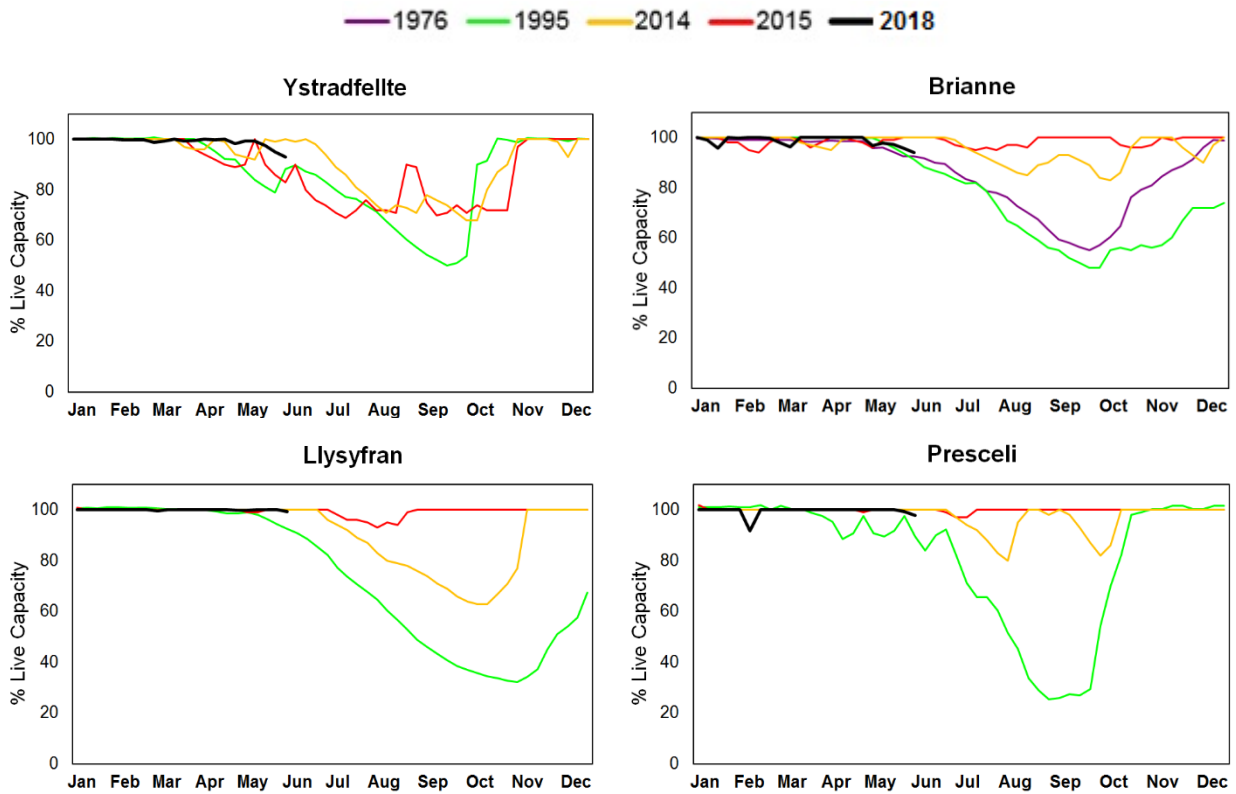 1976 1995 2014 2015 2018
Ystradfellte
% Live Capacity
100
80
60
40
20
0
Jan Feb Mar Apr May Jun Jul Aug Sep Oct Nov Dec
Brianne
% Live Capacity
100
80
60
40
20
0
Jan Feb Mar Apr May Jun Jul Aug Sep Oct Nov Dec
Llysyfran
% Live Capacity
100
80
60
40
20
0
Jan Feb Mar Apr May Jun Jul Aug Sep Oct Nov Dec
Presceli
% Live Capacity
100
80
60
40
20
0
Jan Feb Mar Apr May Jun Jul Aug Sep Oct Nov Dec